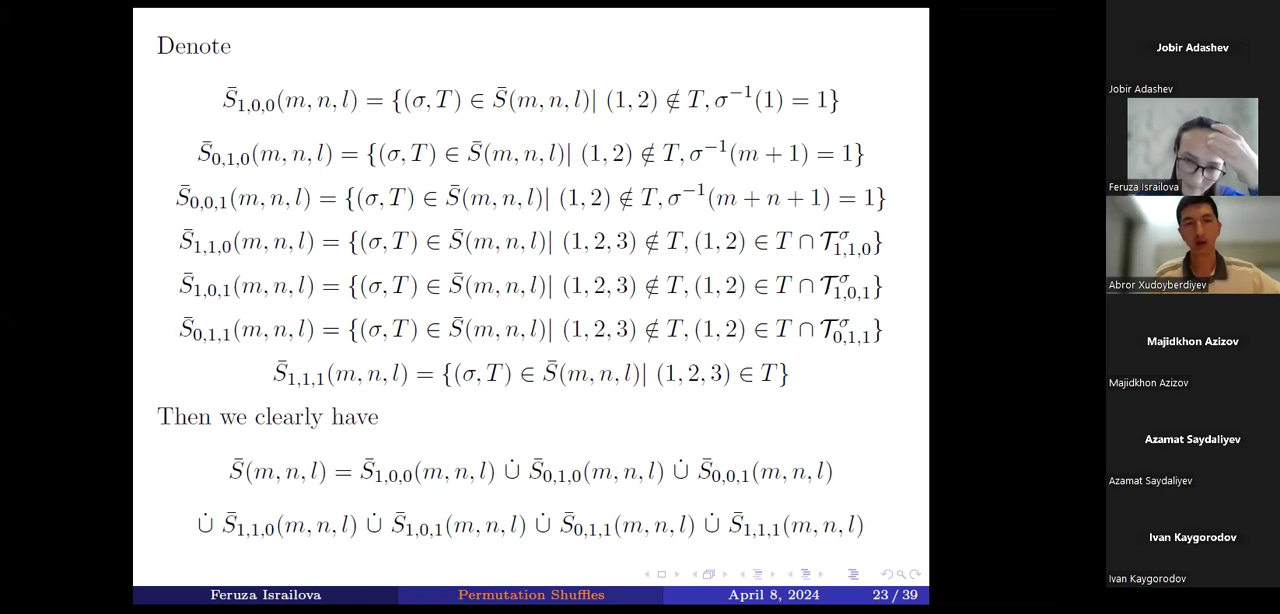 Denote
S̄₁,₀,₀(m, n, l) = {(σ, T) ∈ S̄(m, n, l)| (1, 2) ∉ T, σ⁻¹(1) = 1}
S̄₀,₁,₀(m, n, l) = {(σ, T) ∈ S̄(m, n, l)| (1, 2) ∉ T, σ⁻¹(m + 1) = 1}
S̄₀,₀,₁(m, n, l) = {(σ, T) ∈ S̄(m, n, l)| (1, 2) ∉ T, σ⁻¹(m + n + 1) = 1}
S̄₁,₁,₀(m, n, l) = {(σ, T) ∈ S̄(m, n, l)| (1, 2, 3) ∉ T, (1, 2) ∈ T ∩ 𝒯^σ_{1,1,0}}
S̄₁,₀,₁(m, n, l) = {(σ, T) ∈ S̄(m, n, l)| (1, 2, 3) ∉ T, (1, 2) ∈ T ∩ 𝒯^σ_{1,0,1}}
S̄₀,₁,₁(m, n, l) = {(σ, T) ∈ S̄(m, n, l)| (1, 2, 3) ∉ T, (1, 2) ∈ T ∩ 𝒯^σ_{0,1,1}}
S̄₁,₁,₁(m, n, l) = {(σ, T) ∈ S̄(m, n, l)| (1, 2, 3) ∈ T}
Then we clearly have
S̄(m, n, l) = S̄₁,₀,₀(m, n, l) ∪̇ S̄₀,₁,₀(m, n, l) ∪̇ S̄₀,₀,₁(m, n, l)
∪̇ S̄₁,₁,₀(m, n, l) ∪̇ S̄₁,₀,₁(m, n, l) ∪̇ S̄₀,₁,₁(m, n, l) ∪̇ S̄₁,₁,₁(m, n, l)
Feruza Israilova Permutation Shuffles April 8, 2024 23 / 39
Jobir Adashev
Jobir Adashev
Feruza Israilova
Abror Xudoyberdiyev
Majidkhon Azizov
Majidkhon Azizov
Azamat Saydaliyev
Azamat Saydaliyev
Ivan Kaygorodov
Ivan Kaygorodov